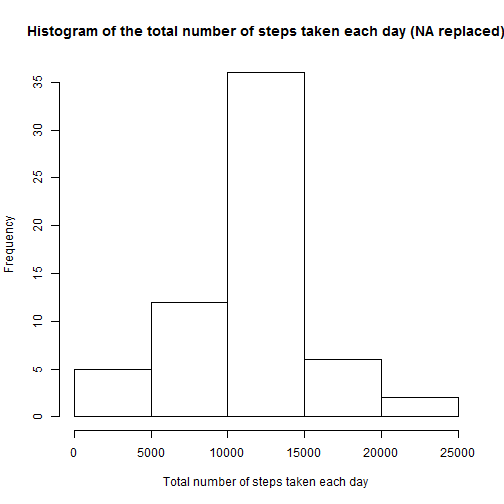 Histogram of the total number of steps taken each day (NA replaced)
35
30
25
20
15
10
5
0
Frequency
0 5000 10000 15000 20000 25000
Total number of steps taken each day